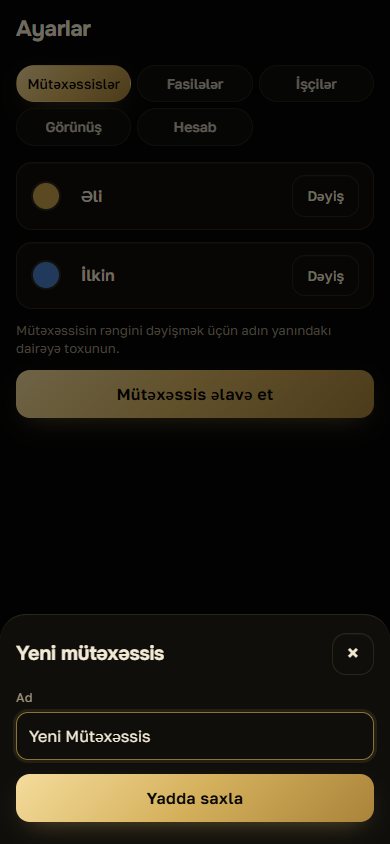 Ayarlar
Mütəxəssislər
Fasilələr
İşçilər
Görünüş
Hesab
Əli
Dəyiş
İlkin
Dəyiş
Mütəxəssisin rəngini dəyişmək üçün adın yanındakı
dairəyə toxunun.
Mütəxəssis əlavə et
Yeni mütəxəssis
×
Ad
Yeni Mütəxəssis
Yadda saxla